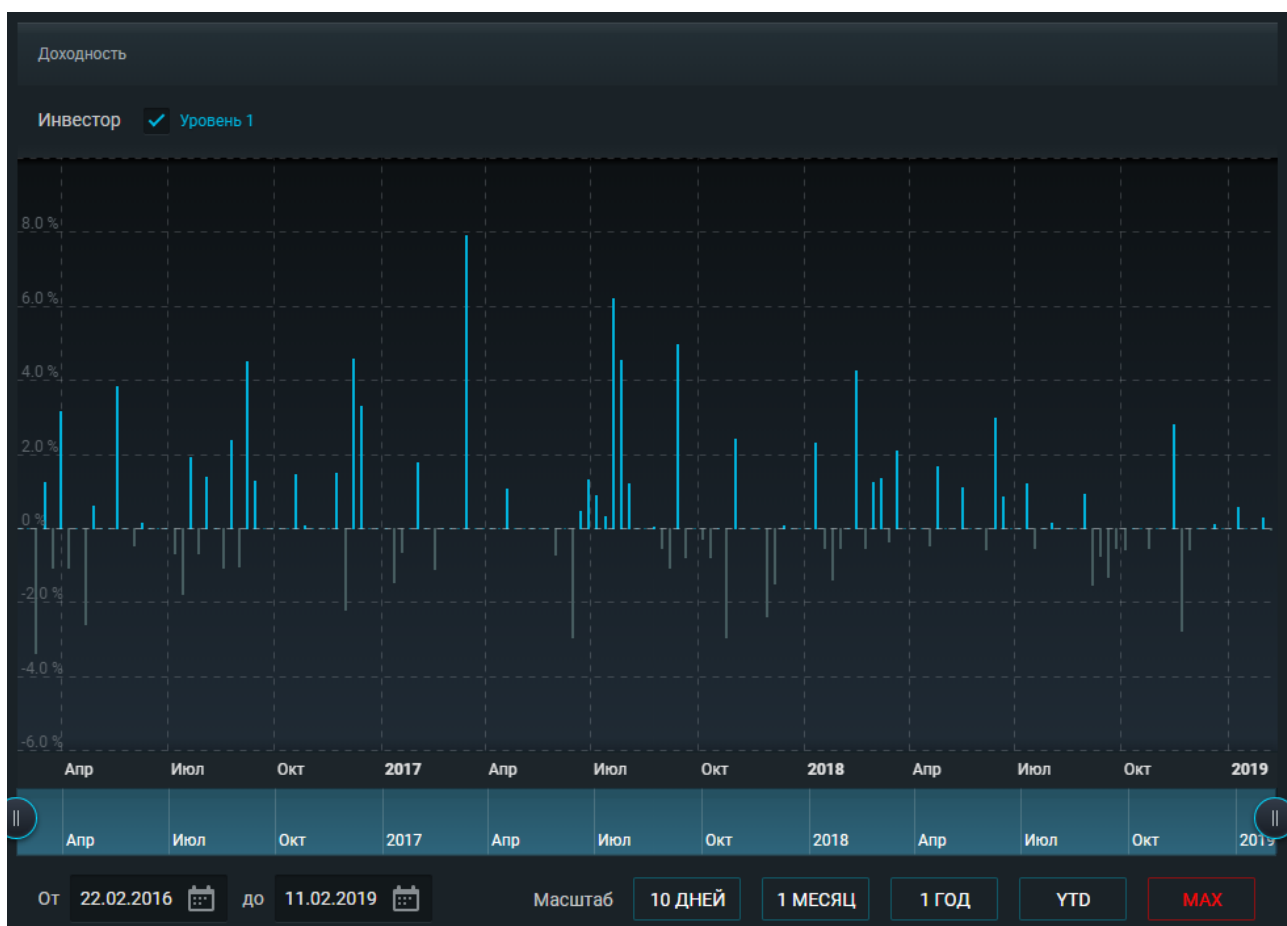 Доходность
Инвестор Уровень 1
8.0 %
6.0 %
4.0 %
2.0 %
0 %
-2.0 %
-4.0 %
-6.0 %
Апр Июл Окт 2017 Апр Июл Окт 2018 Апр Июл Окт 2019
Апр Июл Окт 2017 Апр Июл Окт 2018 Апр Июл Окт 2019
От 22.02.2016 до 11.02.2019 Масштаб 10 ДНЕЙ 1 МЕСЯЦ 1 ГОД YTD MAX